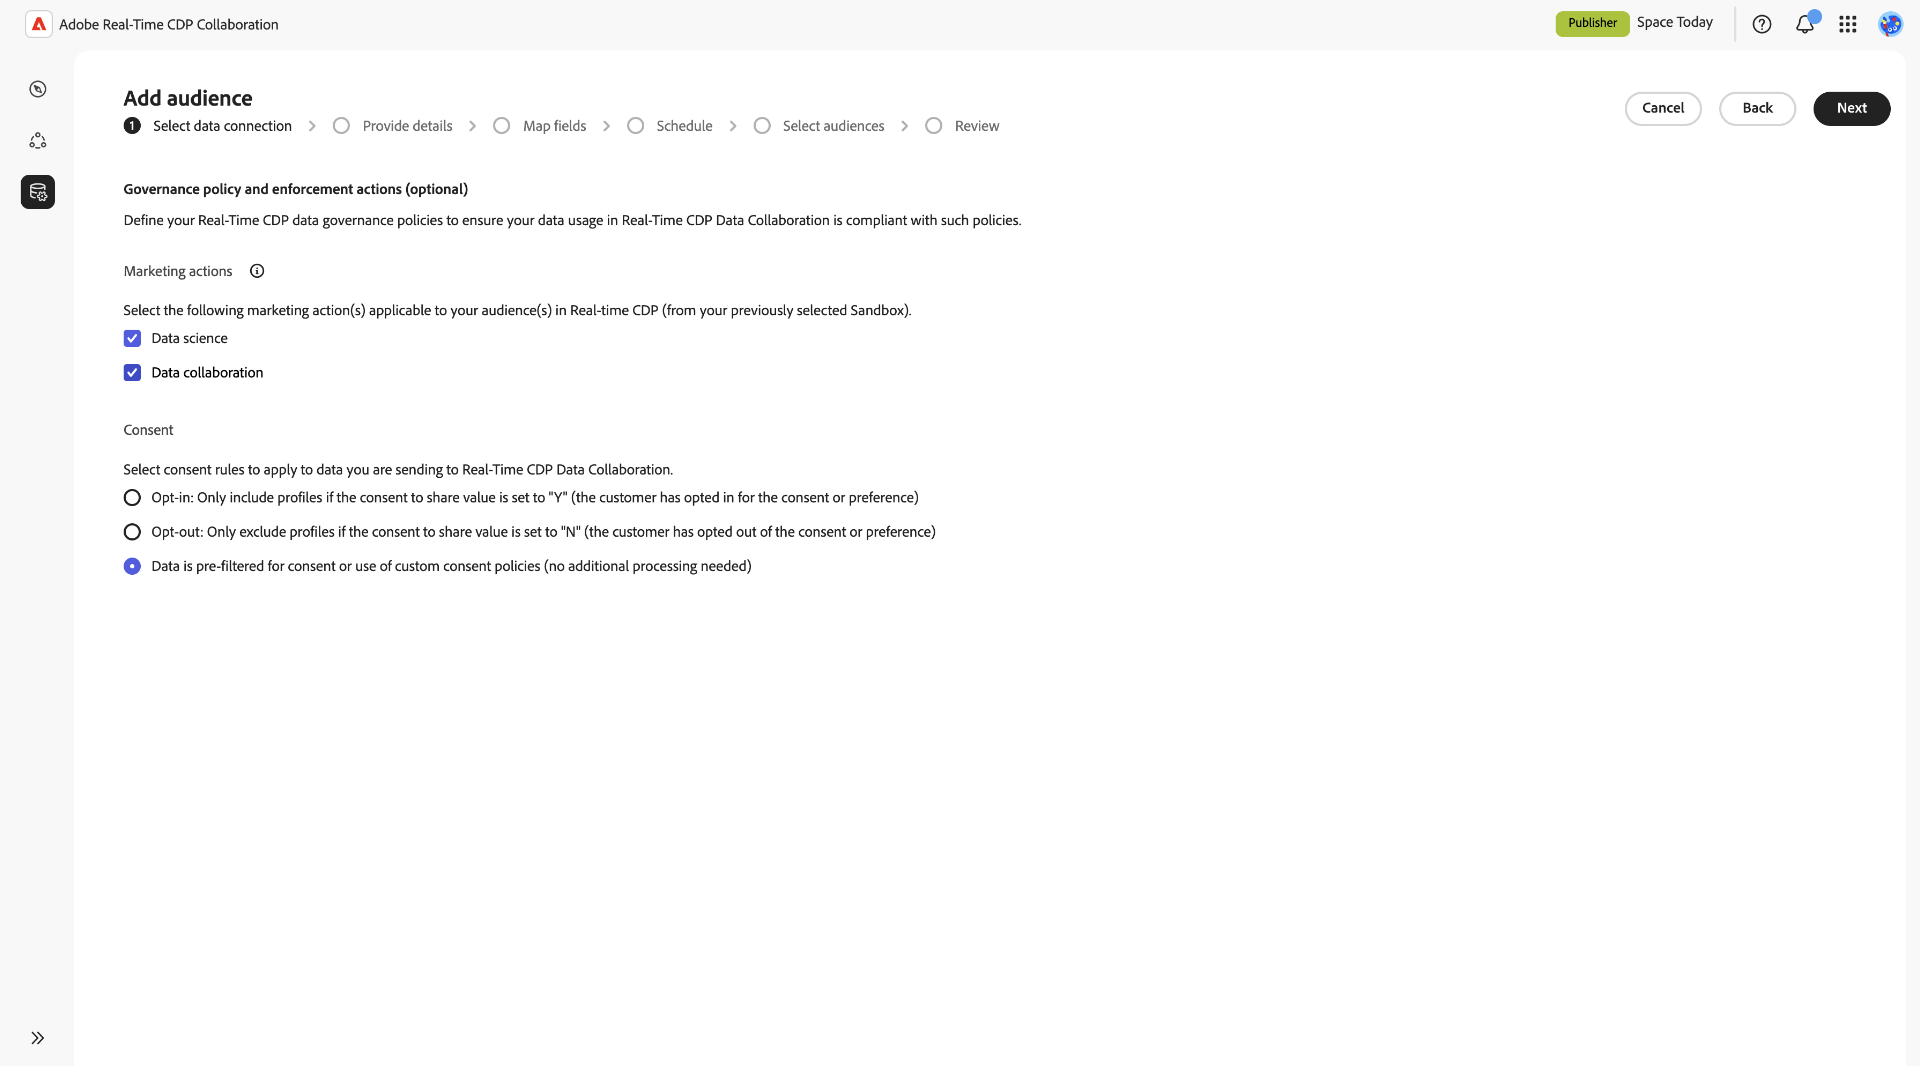 Adobe Real-Time CDP Collaboration
Publisher
Space Today
Add audience
Cancel
Back
Next
1
Select data connection
Provide details
Map fields
Schedule
Select audiences
Review
Governance policy and enforcement actions (optional)
Define your Real-Time CDP data governance policies to ensure your data usage in Real-Time CDP Data Collaboration is compliant with such policies.
Marketing actions
Select the following marketing action(s) applicable to your audience(s) in Real-time CDP (from your previously selected Sandbox).
Data science
Data collaboration
Consent
Select consent rules to apply to data you are sending to Real-Time CDP Data Collaboration.
Opt-in: Only include profiles if the consent to share value is set to "Y" (the customer has opted in for the consent or preference)
Opt-out: Only exclude profiles if the consent to share value is set to "N" (the customer has opted out of the consent or preference)
Data is pre-filtered for consent or use of custom consent policies (no additional processing needed)